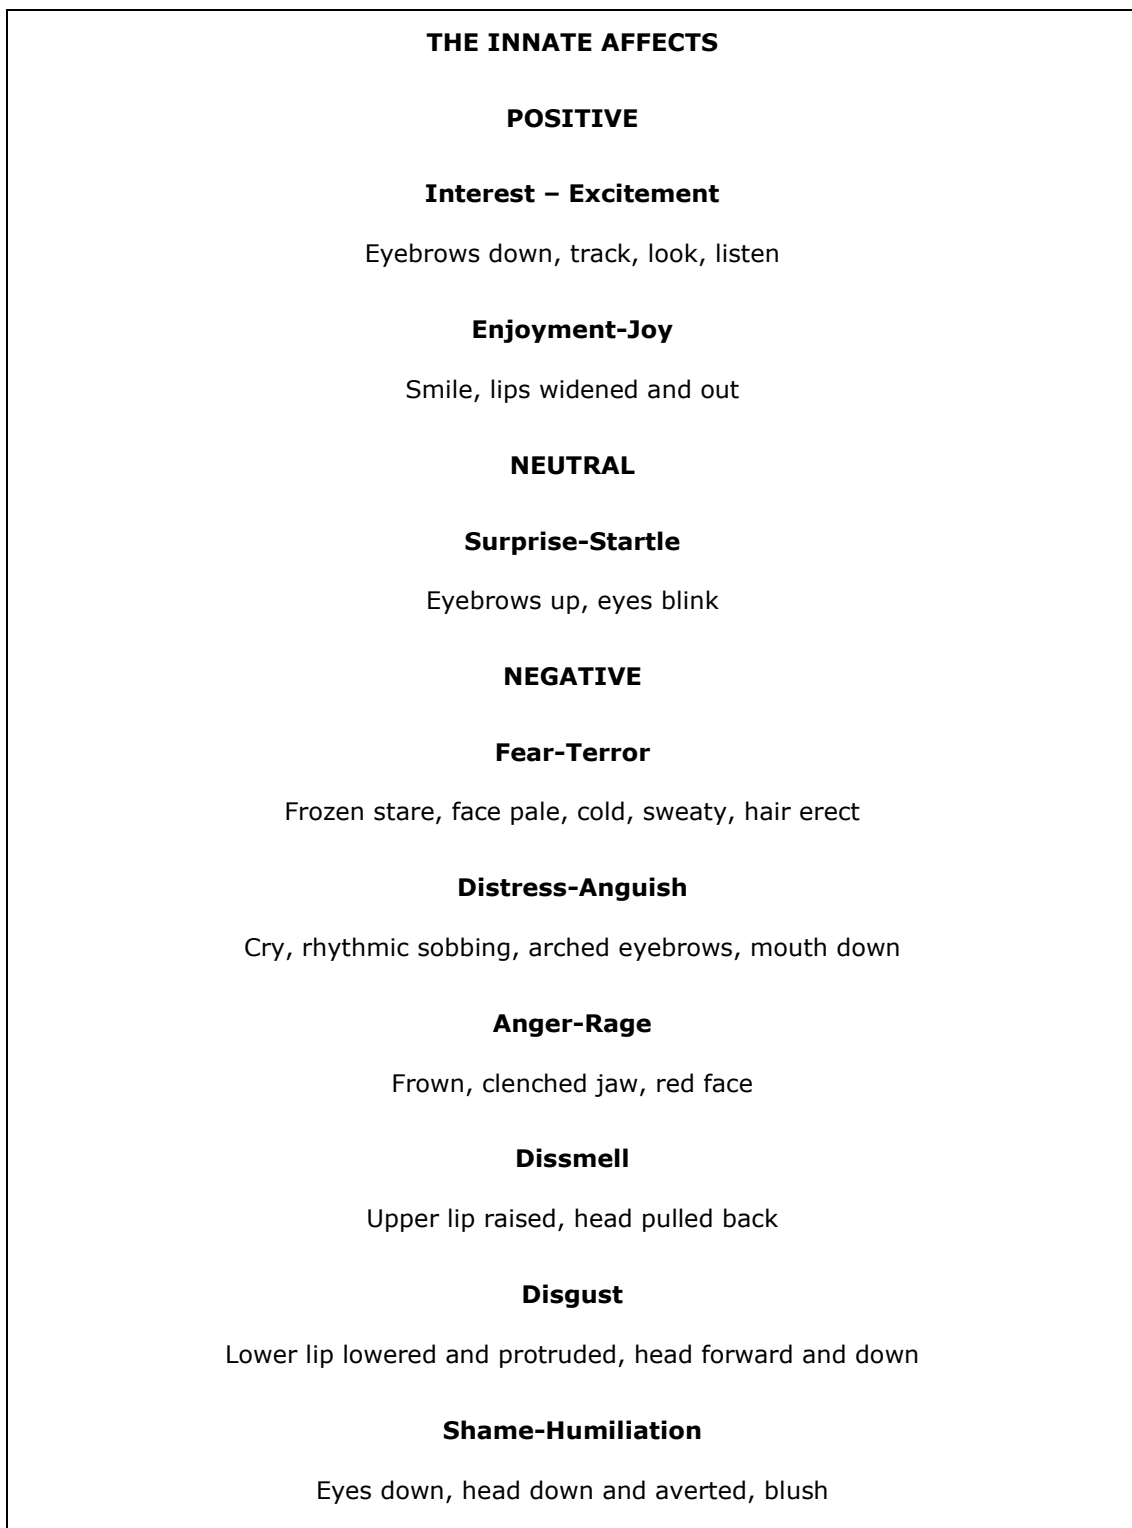 THE INNATE AFFECTS
POSITIVE
Interest – Excitement
Eyebrows down, track, look, listen
Enjoyment-Joy
Smile, lips widened and out
NEUTRAL
Surprise-Startle
Eyebrows up, eyes blink
NEGATIVE
Fear-Terror
Frozen stare, face pale, cold, sweaty, hair erect
Distress-Anguish
Cry, rhythmic sobbing, arched eyebrows, mouth down
Anger-Rage
Frown, clenched jaw, red face
Dissmell
Upper lip raised, head pulled back
Disgust
Lower lip lowered and protruded, head forward and down
Shame-Humiliation
Eyes down, head down and averted, blush